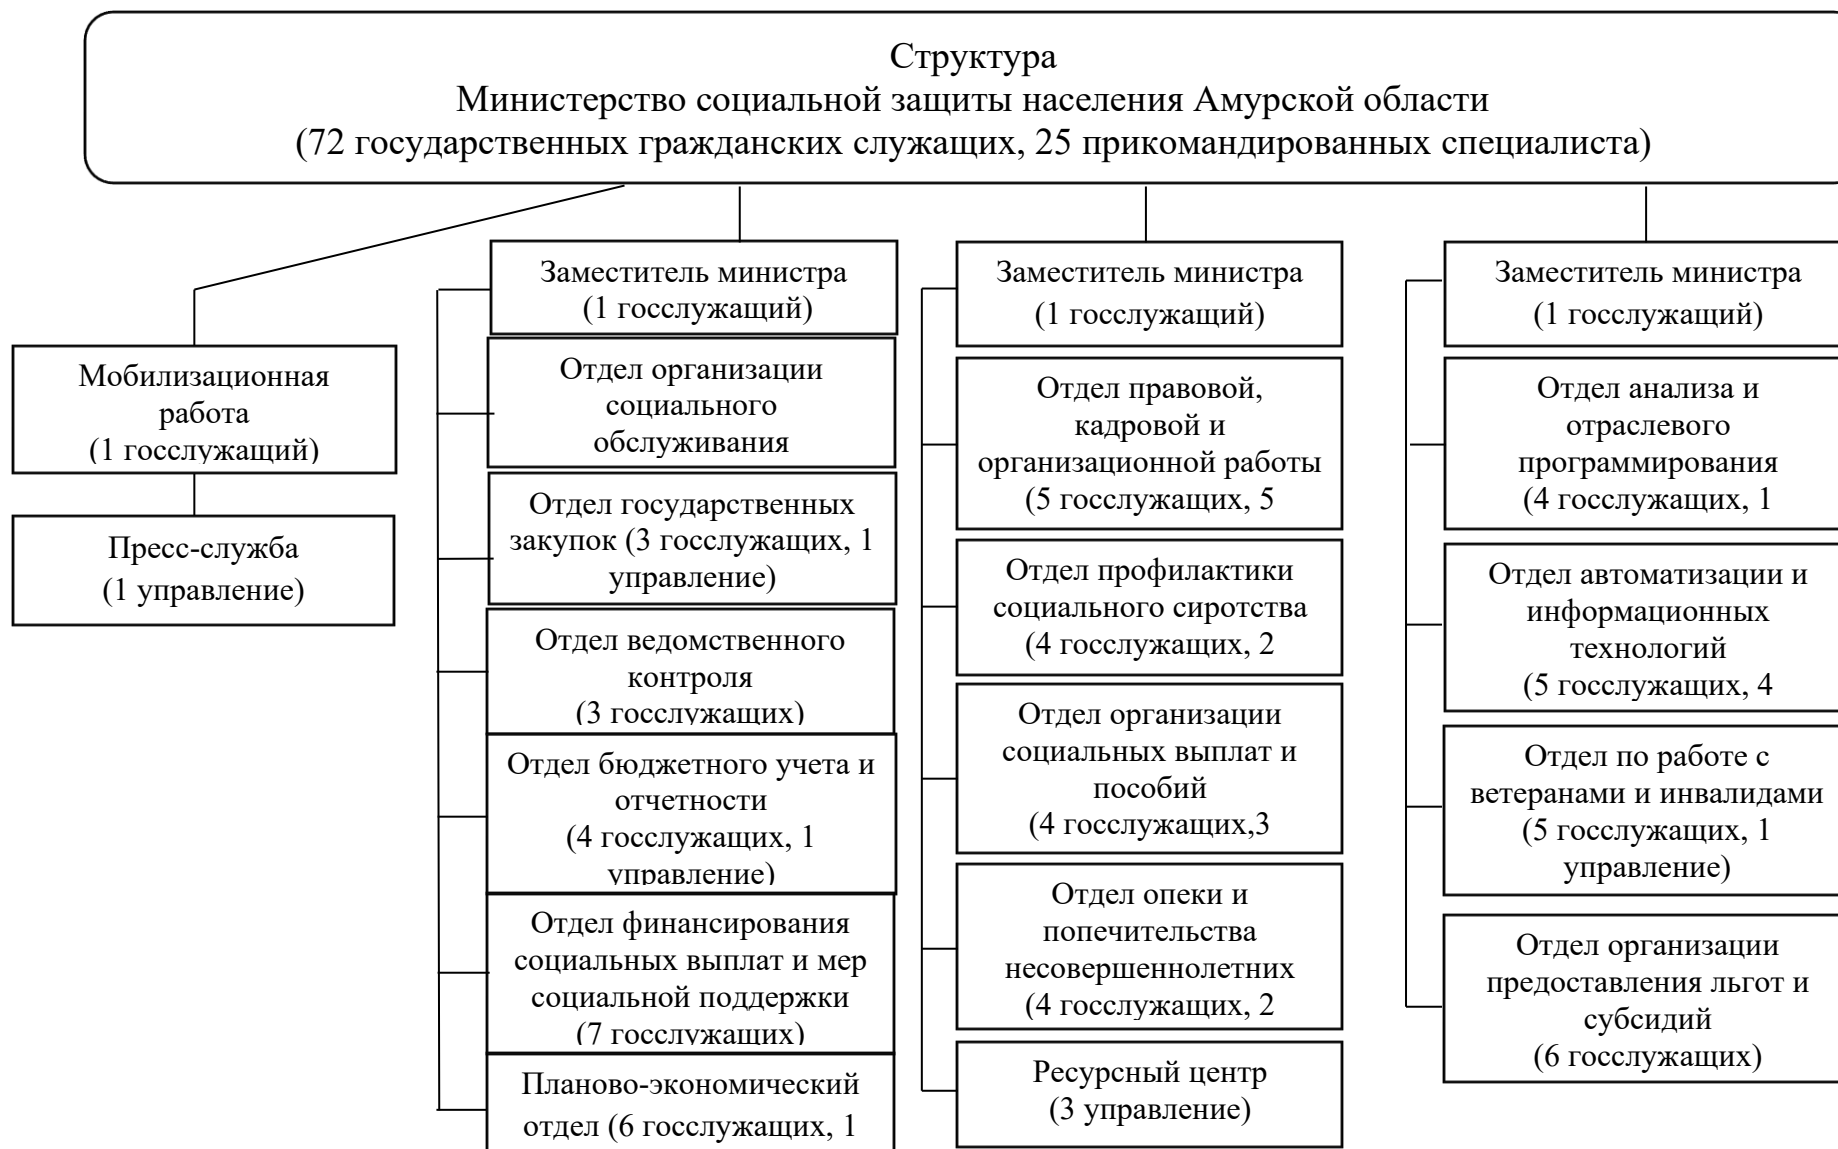 Структура
Министерство социальной защиты населения Амурской области
(72 государственных гражданских служащих, 25 прикомандированных специалиста)
Мобилизационная
работа
(1 госслужащий)
Пресс-служба
(1 управление)
Заместитель министра
(1 госслужащий)
Отдел организации
социального
обслуживания
Отдел государственных
закупок (3 госслужащих, 1
управление)
Отдел ведомственного
контроля
(3 госслужащих)
Отдел бюджетного учета и
отчетности
(4 госслужащих, 1
управление)
Отдел финансирования
социальных выплат и мер
социальной поддержки
(7 госслужащих)
Планово-экономический
отдел (6 госслужащих, 1
Заместитель министра
(1 госслужащий)
Отдел правовой,
кадровой и
организационной работы
(5 госслужащих, 5
Отдел профилактики
социального сиротства
(4 госслужащих, 2
Отдел организации
социальных выплат и
пособий
(4 госслужащих,3
Отдел опеки и
попечительства
несовершеннолетних
(4 госслужащих, 2
Ресурсный центр
(3 управление)
Заместитель министра
(1 госслужащий)
Отдел анализа и
отраслевого
программирования
(4 госслужащих, 1
Отдел автоматизации и
информационных
технологий
(5 госслужащих, 4
Отдел по работе с
ветеранами и инвалидами
(5 госслужащих, 1
управление)
Отдел организации
предоставления льгот и
субсидий
(6 госслужащих)